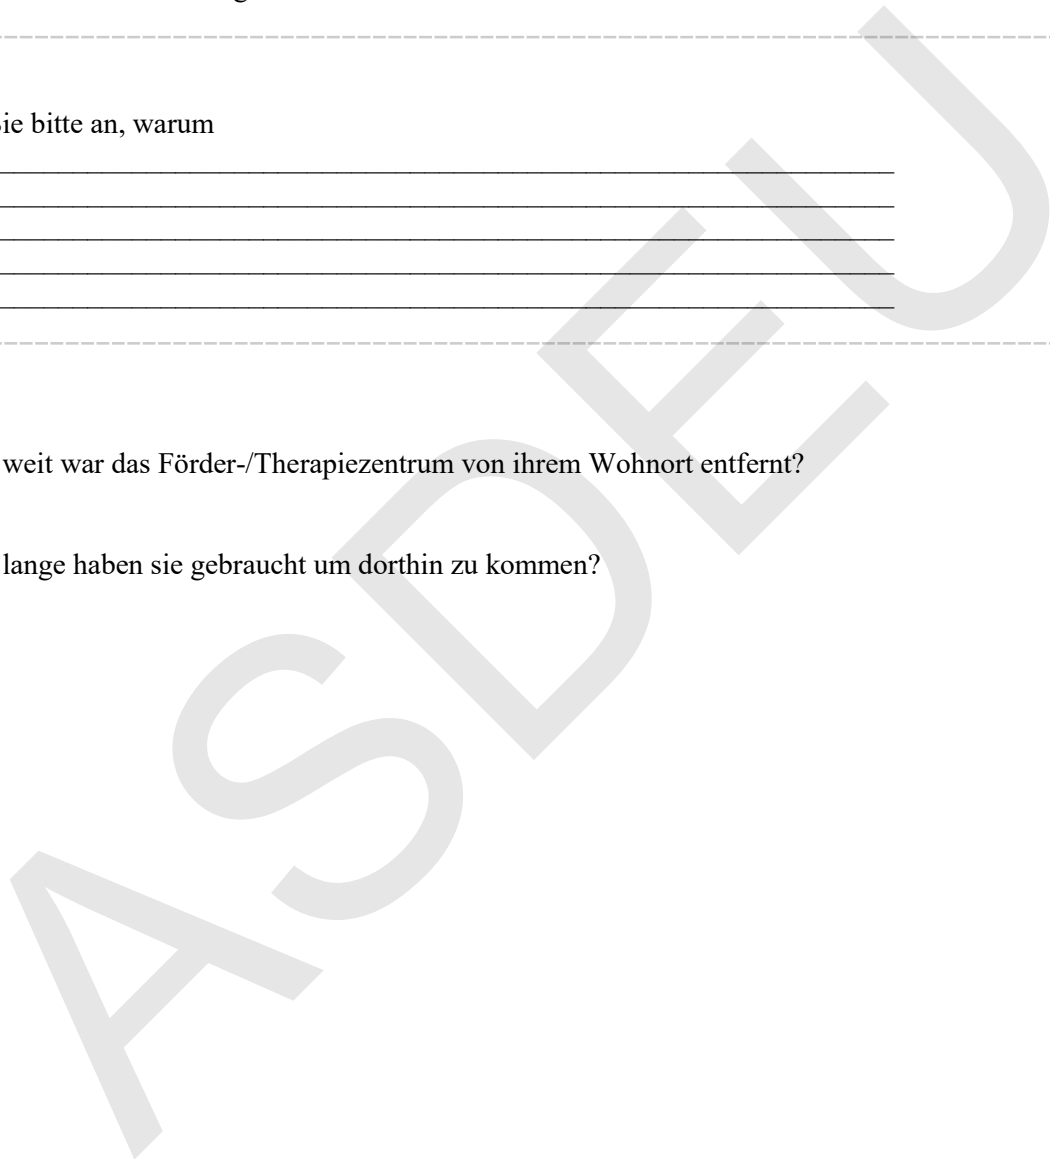 bitte an, warum
weit war das Förder-/Therapiezentrum von ihrem Wohnort entfernt?
lange haben sie gebraucht um dorthin zu kommen?
ASDEU